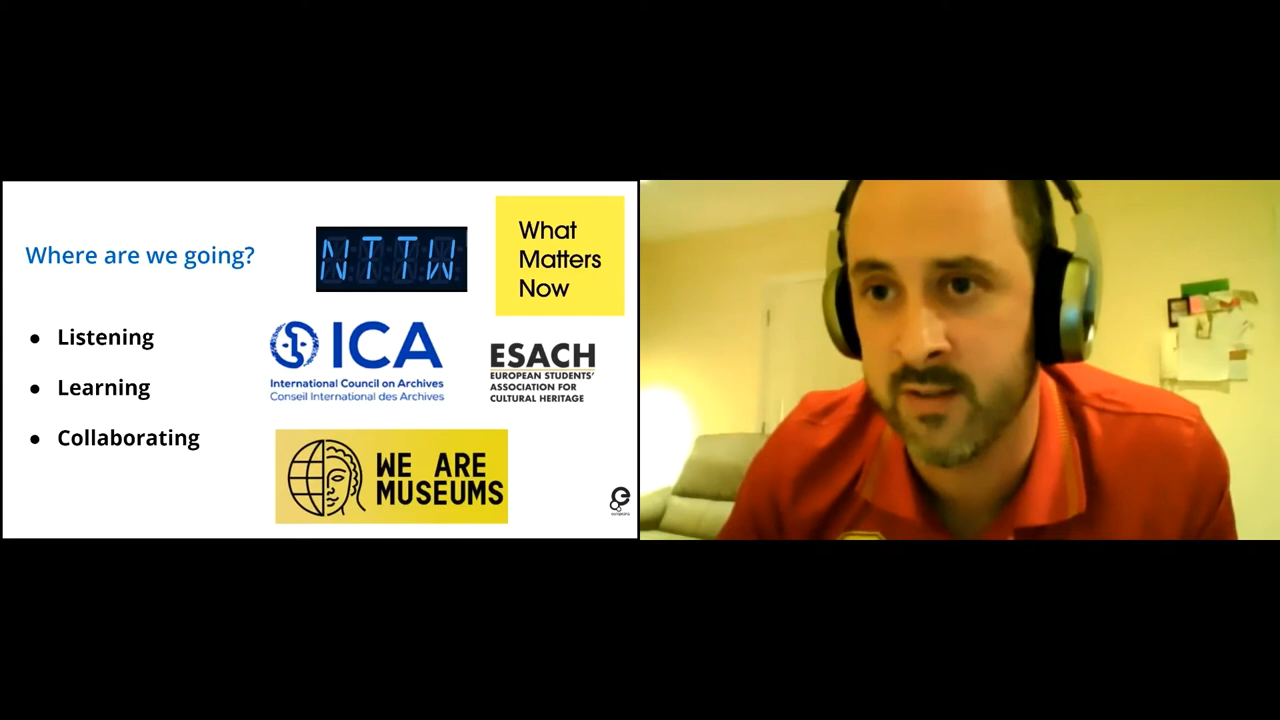 Where are we going?
● Listening
● Learning
● Collaborating
NTTW
What
Matters
Now
ICA
International Council on Archives
Conseil International des Archives
ESACH
EUROPEAN STUDENTS'
ASSOCIATION FOR
CULTURAL HERITAGE
WE ARE
MUSEUMS